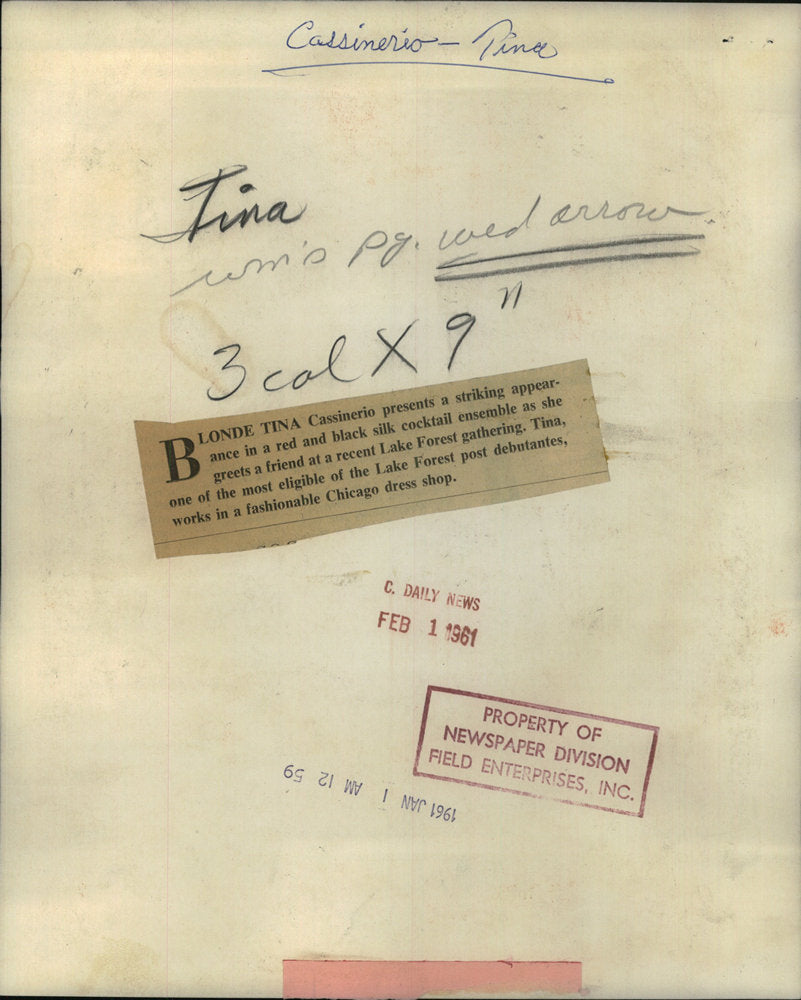 Cassinerio - Tina
Tina
wm's pg. wed arrow.
3 col X 9"
BLONDE TINA Cassinerio presents a striking appear-
ance in a red and black silk cocktail ensemble as she
greets a friend at a recent Lake Forest gathering. Tina,
one of the most eligible of the Lake Forest post debutantes,
works in a fashionable Chicago dress shop.
C. DAILY NEWS
FEB 1 1961
PROPERTY OF
NEWSPAPER DIVISION
FIELD ENTERPRISES, INC.
1961 JAN 1 AM 12 59